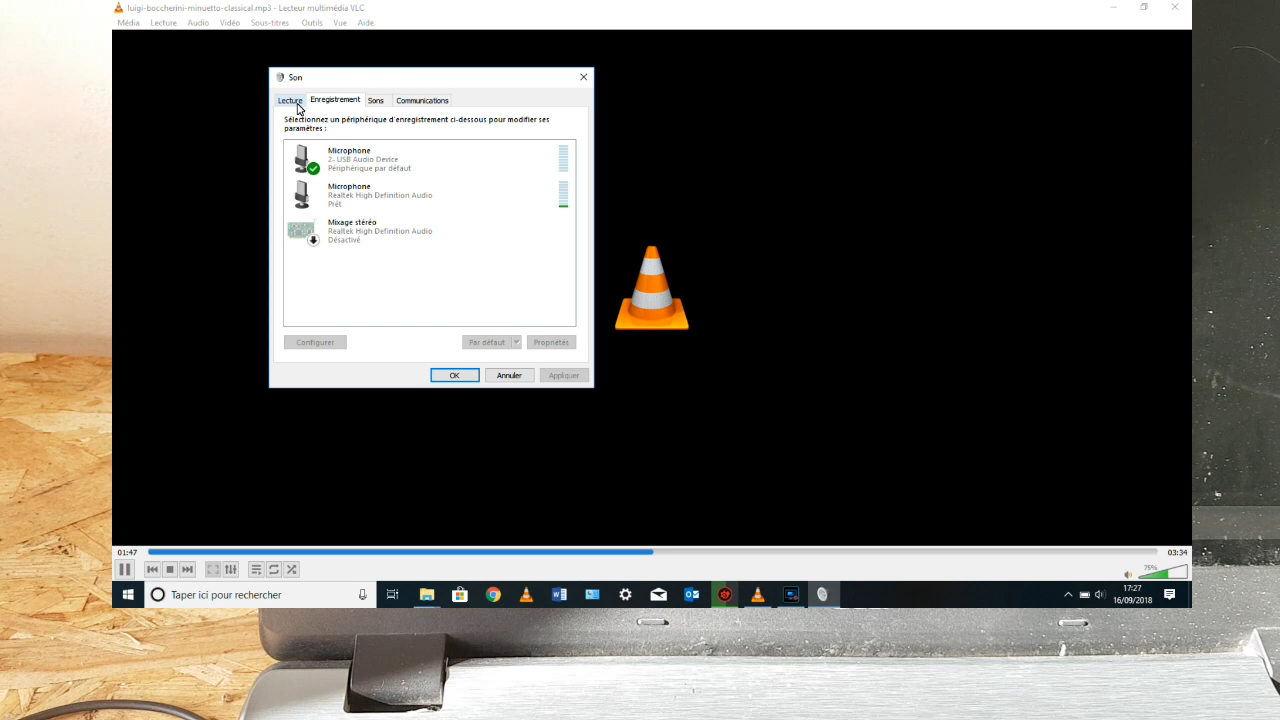 luigi-boccherini-minuetto-classical.mp3 - Lecteur multimédia VLC
Média Lecture Audio Vidéo Sous-titres Outils Vue Aide
Son
Lecture Enregistrement Sons Communications
Sélectionnez un périphérique d'enregistrement ci-dessous pour modifier ses
paramètres :
Microphone
2- USB Audio Device
Périphérique par défaut
Microphone
Realtek High Definition Audio
Prêt
Mixage stéréo
Realtek High Definition Audio
Désactivé
Configurer Par défaut Propriétés
OK Annuler Appliquer
01:47 03:34
75%
Taper ici pour rechercher
17:27
16/09/2018